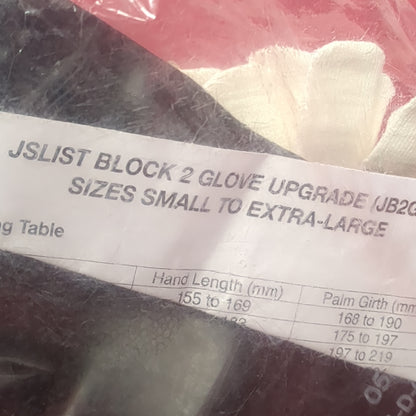 JSLIST BLOCK 2 GLOVE UPGRADE (JB2G
SIZES SMALL TO EXTRA-LARGE
ng Table
Hand Length (mm) Palm Girth (mm
155 to 169 168 to 190
175 to 197
197 to 219